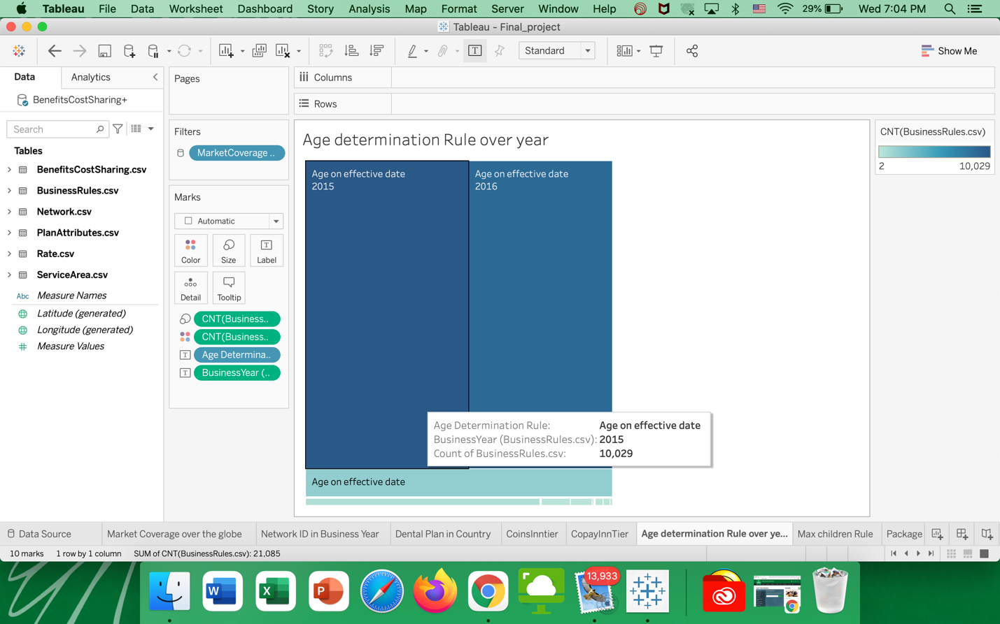 Tableau File Data Worksheet Dashboard Story Analysis Map Format Server Window Help 29% Wed 7:04 PM
Tableau - Final_project
Standard
Show Me
Data Analytics
Pages
Columns
BenefitsCostSharing+
Rows
Search
Filters
MarketCoverage ..
Age determination Rule over year
CNT(BusinessRules.csv)
2 10,029
Tables
BenefitsCostSharing.csv
BusinessRules.csv
Network.csv
PlanAttributes.csv
Rate.csv
ServiceArea.csv
Abc Measure Names
Latitude (generated)
Longitude (generated)
Measure Values
Marks
Automatic
Color Size Label
Detail Tooltip
CNT(Business..
CNT(Business..
Age Determina..
BusinessYear (..
Age on effective date
2015
Age on effective date
2016
Age Determination Rule: Age on effective date
BusinessYear (BusinessRules.csv): 2015
Count of BusinessRules.csv: 10,029
Age on effective date
Data Source Market Coverage over the globe Network ID in Business Year Dental Plan in Country CoinsInntier CopayInnTier Age determination Rule over ye... Max children Rule Package
10 marks 1 row by 1 column SUM of CNT(BusinessRules.csv): 21,085
W X P 13,933